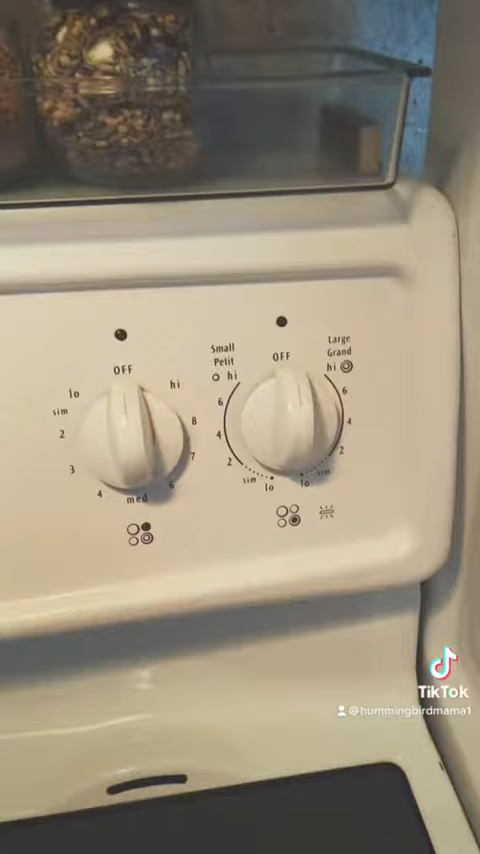 OFF
lo
hi
sim
2
8
3
7
4
6
med
Small
Petit
hi
OFF
Large
Grand
hi
6
6
4
4
2
2
sim
sim
lo
lo
TikTok
@hummingbirdmama1